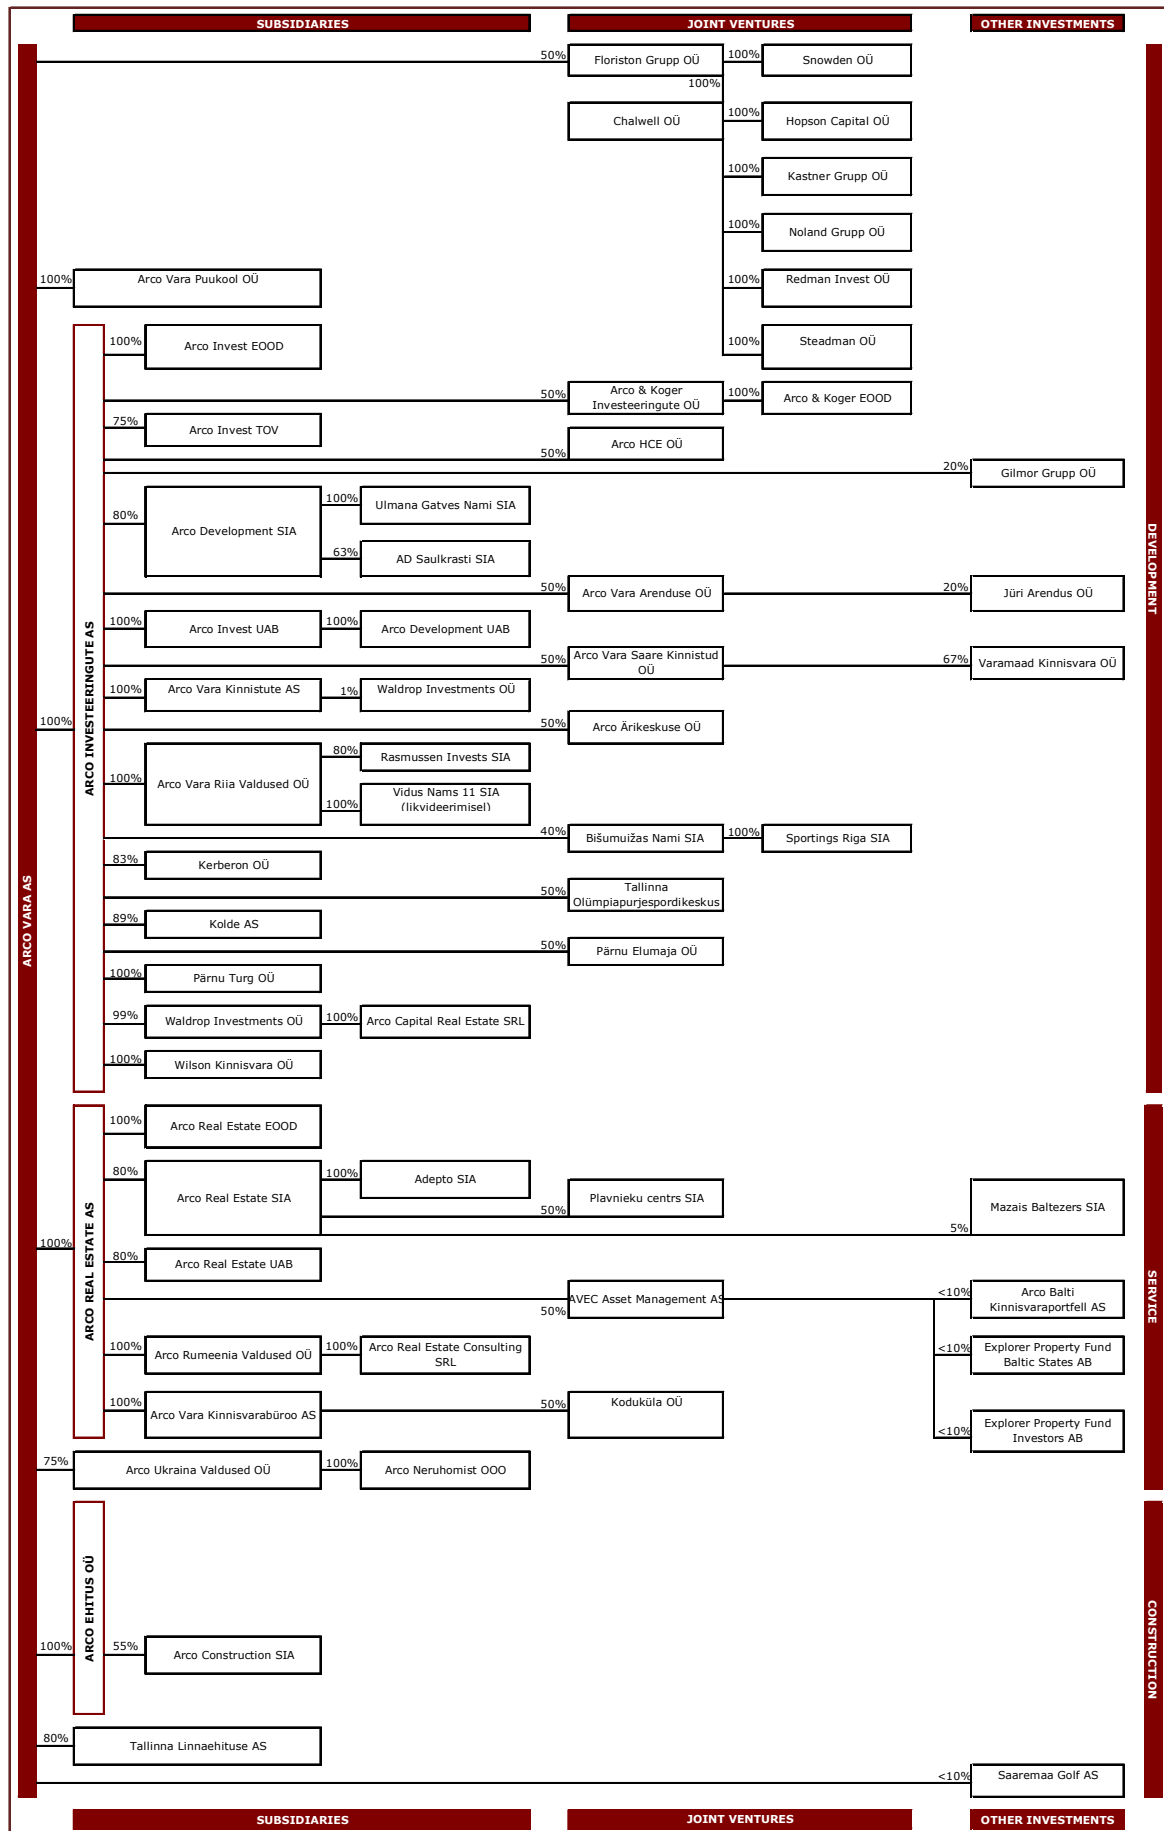 SUBSIDIARIES
JOINT VENTURES
OTHER INVESTMENTS
50%
Floriston Grupp OÜ
100%
Snowden OÜ
100%
Chalwell OÜ
100%
Hopson Capital OÜ
100%
Kastner Grupp OÜ
100%
Noland Grupp OÜ
100%
Arco Vara Puukool OÜ
100%
Redman Invest OÜ
100%
Arco Invest EOOD
100%
Steadman OÜ
50%
Arco & Koger
Investeeringute OÜ
100%
Arco & Koger EOOD
75%
Arco Invest TOV
50%
Arco HCE OÜ
20%
Gilmor Grupp OÜ
80%
Arco Development SIA
100%
Ulmana Gatves Nami SIA
63%
AD Saulkrasti SIA
50%
Arco Vara Arenduse OÜ
20%
Jüri Arendus OÜ
100%
Arco Invest UAB
100%
Arco Development UAB
50%
Arco Vara Saare Kinnistud
OÜ
67%
Varamaad Kinnisvara OÜ
100%
Arco Vara Kinnistute AS
1%
Waldrop Investments OÜ
100%
ARCO INVESTEERINGUTE AS
50%
Arco Ärikeskuse OÜ
100%
Arco Vara Riia Valdused OÜ
80%
Rasmussen Invests SIA
100%
Vidus Nams 11 SIA
(likvideerimisel)
40%
Bišumuižas Nami SIA
100%
Sportings Riga SIA
83%
Kerberon OÜ
50%
Tallinna
Olümpiapurjespordikeskus
89%
Kolde AS
50%
Pärnu Elumaja OÜ
100%
Pärnu Turg OÜ
99%
Waldrop Investments OÜ
100%
Arco Capital Real Estate SRL
100%
Wilson Kinnisvara OÜ
DEVELOPMENT
ARCO VARA AS
100%
Arco Real Estate EOOD
80%
Arco Real Estate SIA
100%
Adepto SIA
50%
Plavnieku centrs SIA
5%
Mazais Baltezers SIA
100%
ARCO REAL ESTATE AS
80%
Arco Real Estate UAB
50%
AVEC Asset Management AS
<10%
Arco Balti
Kinnisvaraportfell AS
100%
Arco Rumeenia Valdused OÜ
100%
Arco Real Estate Consulting
SRL
<10%
Explorer Property Fund
Baltic States AB
100%
Arco Vara Kinnisvarabüroo AS
50%
Koduküla OÜ
<10%
Explorer Property Fund
Investors AB
75%
Arco Ukraina Valdused OÜ
100%
Arco Neruhomist OOO
SERVICE
100%
ARCO EHITUS OÜ
55%
Arco Construction SIA
80%
Tallinna Linnaehituse AS
<10%
Saaremaa Golf AS
CONSTRUCTION
SUBSIDIARIES
JOINT VENTURES
OTHER INVESTMENTS